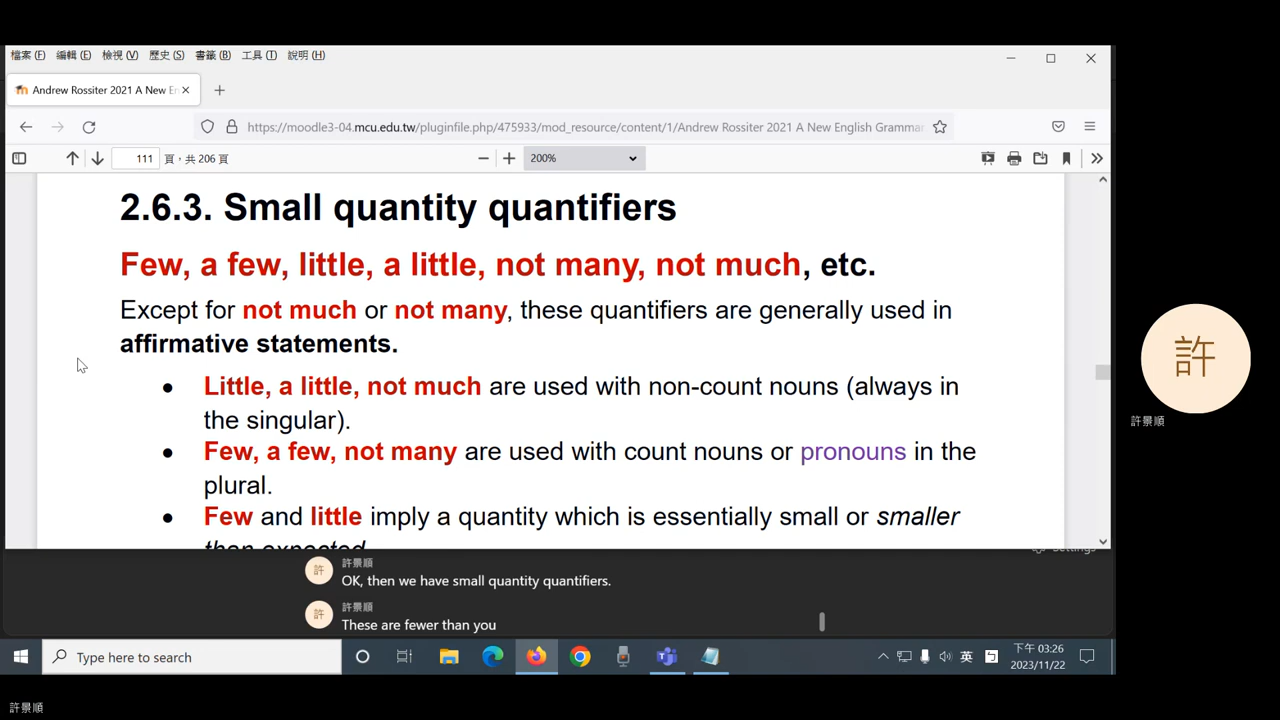 檔案 (F) 編輯 (E) 檢視 (V) 歷史 (S) 書籤 (B) 工具 (T) 說明 (H)
Andrew Rossiter 2021 A New En
https://moodle3-04.mcu.edu.tw/pluginfile.php/475933/mod_resource/content/1/Andrew Rossiter 2021 A New English Gramma
111 頁，共 206 頁 200%
2.6.3. Small quantity quantifiers
Few, a few, little, a little, not many, not much, etc.
Except for not much or not many, these quantifiers are generally used in
affirmative statements.
• Little, a little, not much are used with non-count nouns (always in
the singular).
• Few, a few, not many are used with count nouns or pronouns in the
plural.
• Few and little imply a quantity which is essentially small or smaller
than expected
Settings
許景順
許 OK, then we have small quantity quantifiers.
許景順
許 These are fewer than you
許
許景順
Type here to search
英
下午 03:26
2023/11/22
許景順